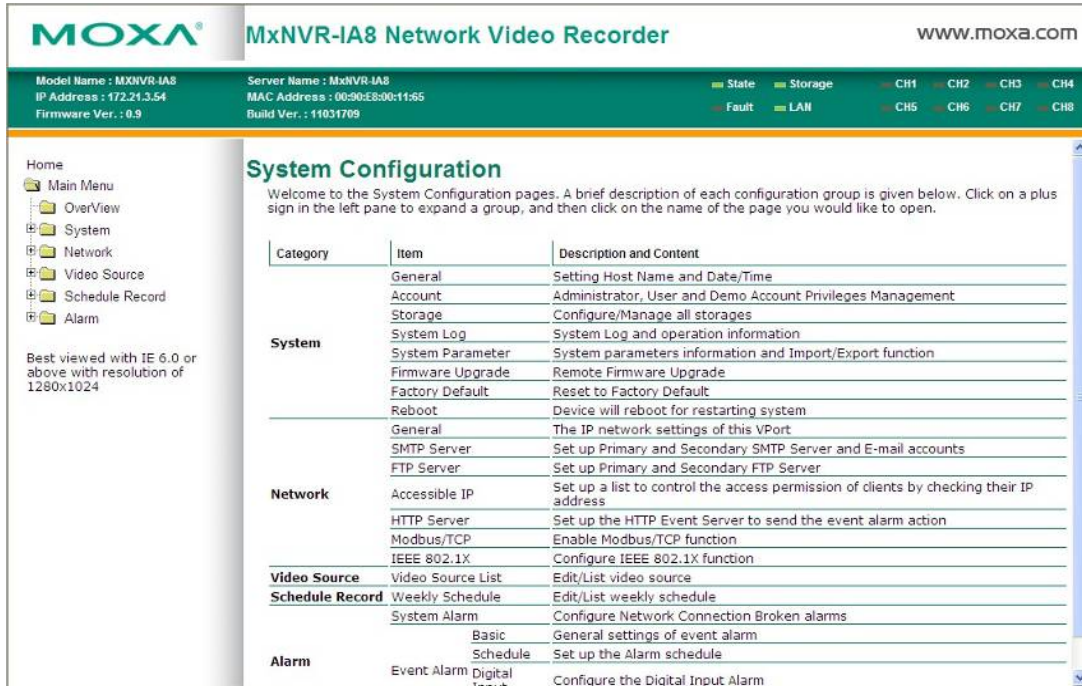 MOXA®
MxNVR-IA8 Network Video Recorder
www.moxa.com
Model Name : MXNVR-IA8
IP Address : 172.21.3.54
Firmware Ver. : 0.9
Server Name : MxNVR-IA8
MAC Address : 00:90:E8:00:11:65
Build Ver. : 11031709
State Storage CH1 CH2 CH3 CH4
Fault LAN CH5 CH6 CH7 CH8
Home
Main Menu
OverView
System
Network
Video Source
Schedule Record
Alarm
Best viewed with IE 6.0 or
above with resolution of
1280x1024
System Configuration
Welcome to the System Configuration pages. A brief description of each configuration group is given below. Click on a plus
sign in the left pane to expand a group, and then click on the name of the page you would like to open.
Category Item Description and Content
System
General Setting Host Name and Date/Time
Account Administrator, User and Demo Account Privileges Management
Storage Configure/Manage all storages
System Log System Log and operation information
System Parameter System parameters information and Import/Export function
Firmware Upgrade Remote Firmware Upgrade
Factory Default Reset to Factory Default
Reboot Device will reboot for restarting system
Network
General The IP network settings of this VPort
SMTP Server Set up Primary and Secondary SMTP Server and E-mail accounts
FTP Server Set up Primary and Secondary FTP Server
Accessible IP Set up a list to control the access permission of clients by checking their IP
address
HTTP Server Set up the HTTP Event Server to send the event alarm action
Modbus/TCP Enable Modbus/TCP function
IEEE 802.1X Configure IEEE 802.1X function
Video Source Video Source List Edit/List video source
Schedule Record Weekly Schedule Edit/List weekly schedule
Alarm
System Alarm Configure Network Connection Broken alarms
Event Alarm
Basic General settings of event alarm
Schedule Set up the Alarm schedule
Digital
Input Configure the Digital Input Alarm